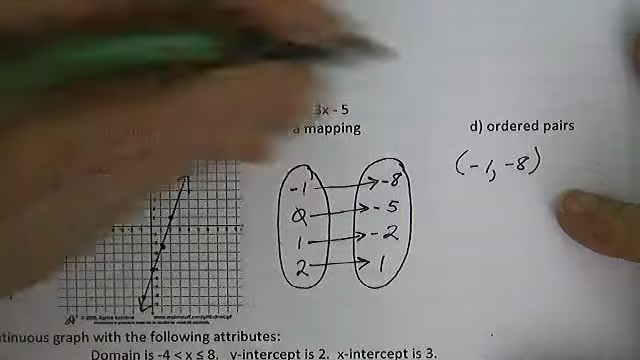 3x - 5
a mapping
d) ordered pairs
(-1, -8)
-1 -8
0 -5
1 -2
2 1
continuous graph with the following attributes:
Domain is -4 < x ≤ 8. y-intercept is 2. x-intercept is 3.